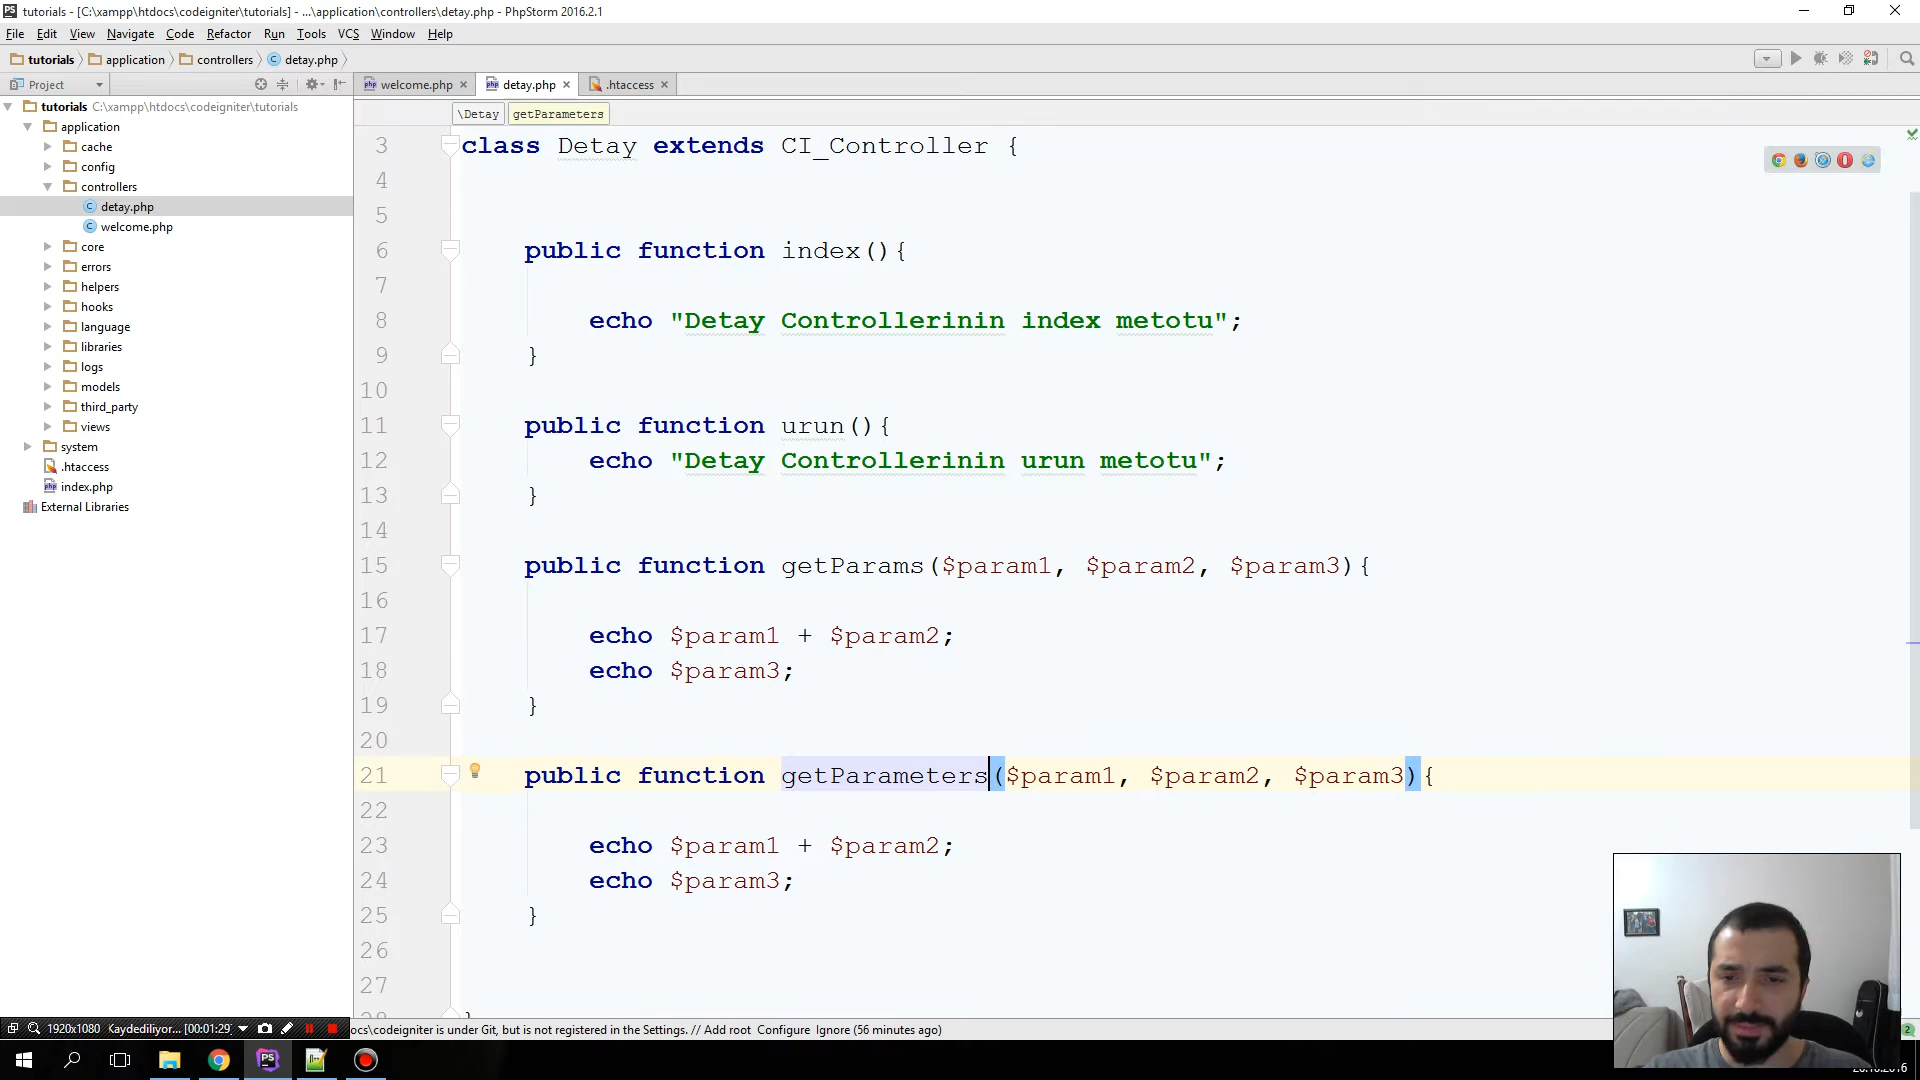 tutorials - [C:\xampp\htdocs\codeigniter\tutorials] - ...\application\controllers\detay.php - PhpStorm 2016.2.1
File Edit View Navigate Code Refactor Run Tools VCS Window Help
tutorials application controllers detay.php
Project
welcome.php detay.php .htaccess
\Detay getParameters
tutorials C:\xampp\htdocs\codeigniter\tutorials
application
cache
config
controllers
detay.php
welcome.php
core
errors
helpers
hooks
language
libraries
logs
models
third_party
views
system
.htaccess
index.php
External Libraries
3 class Detay extends CI_Controller {
4
5
6 public function index(){
7
8 echo "Detay Controllerinin index metotu";
9 }
10
11 public function urun(){
12 echo "Detay Controllerinin urun metotu";
13 }
14
15 public function getParams($param1, $param2, $param3){
16
17 echo $param1 + $param2;
18 echo $param3;
19 }
20
21 public function getParameters($param1, $param2, $param3){
22
23 echo $param1 + $param2;
24 echo $param3;
25 }
26
27
1920x1080 Kaydediliyor... [00:01:29]
ocs\codeigniter is under Git, but is not registered in the Settings. // Add root Configure Ignore (56 minutes ago)
2